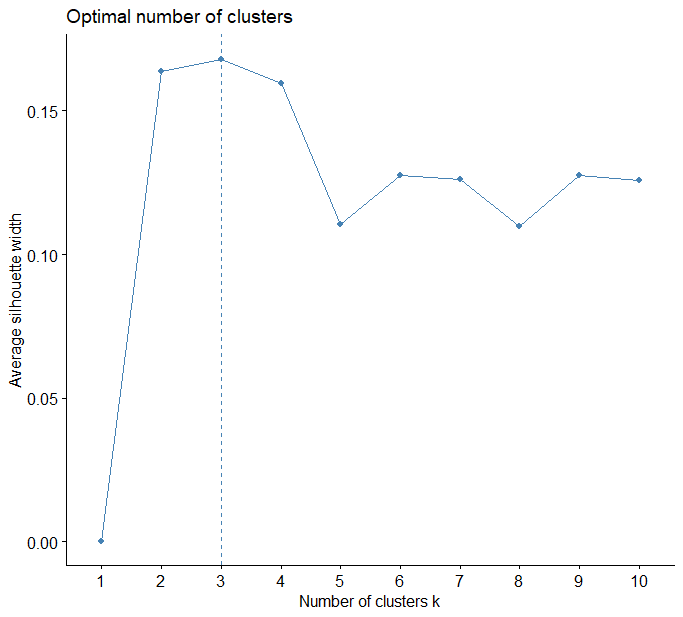 Optimal number of clusters
Average silhouette width
0.15
0.10
0.05
0.00
1 2 3 4 5 6 7 8 9 10
Number of clusters k